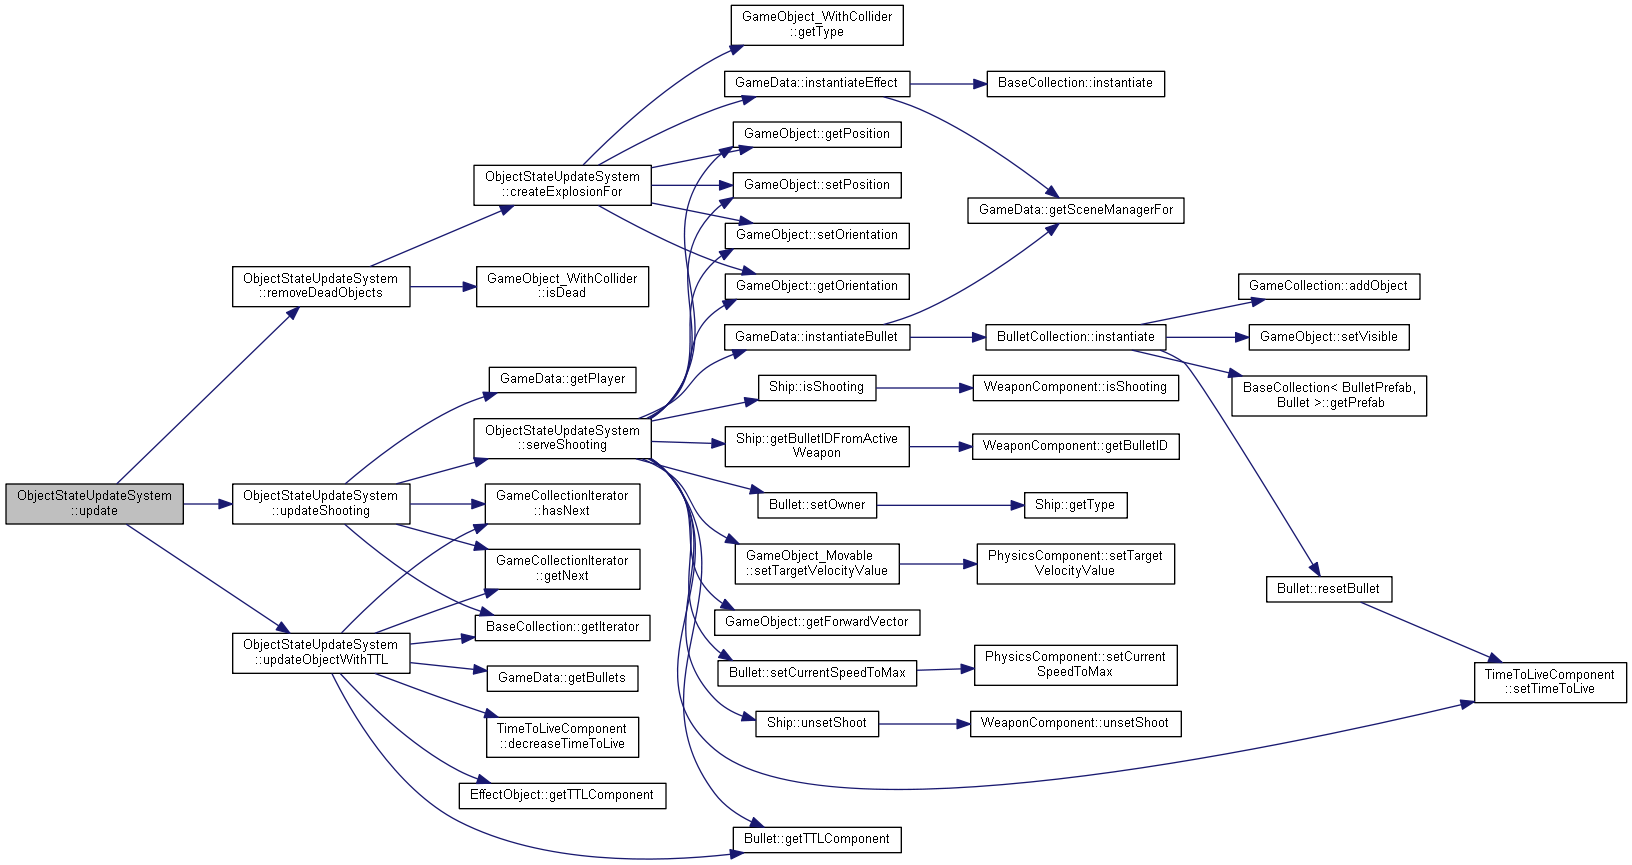 GameObject_WithCollider
::getType
GameData::instantiateEffect
BaseCollection::instantiate
GameObject::getPosition
ObjectStateUpdateSystem
::createExplosionFor
GameObject::setPosition
GameData::getSceneManagerFor
GameObject::setOrientation
ObjectStateUpdateSystem
::removeDeadObjects
GameObject_WithCollider
::isDead
GameObject::getOrientation
GameCollection::addObject
GameData::instantiateBullet
BulletCollection::instantiate
GameObject::setVisible
GameData::getPlayer
Ship::isShooting
WeaponComponent::isShooting
BaseCollection< BulletPrefab,
Bullet >::getPrefab
ObjectStateUpdateSystem
::serveShooting
Ship::getBulletIDFromActive
Weapon
WeaponComponent::getBulletID
ObjectStateUpdateSystem
::update
ObjectStateUpdateSystem
::updateShooting
GameCollectionIterator
::hasNext
Bullet::setOwner
Ship::getType
GameCollectionIterator
::getNext
GameObject_Movable
::setTargetVelocityValue
PhysicsComponent::setTarget
VelocityValue
Bullet::resetBullet
BaseCollection::getIterator
GameObject::getForwardVector
ObjectStateUpdateSystem
::updateObjectWithTTL
GameData::getBullets
Bullet::setCurrentSpeedToMax
PhysicsComponent::setCurrent
SpeedToMax
TimeToLiveComponent
::setTimeToLive
TimeToLiveComponent
::decreaseTimeToLive
Ship::unsetShoot
WeaponComponent::unsetShoot
EffectObject::getTTLComponent
Bullet::getTTLComponent